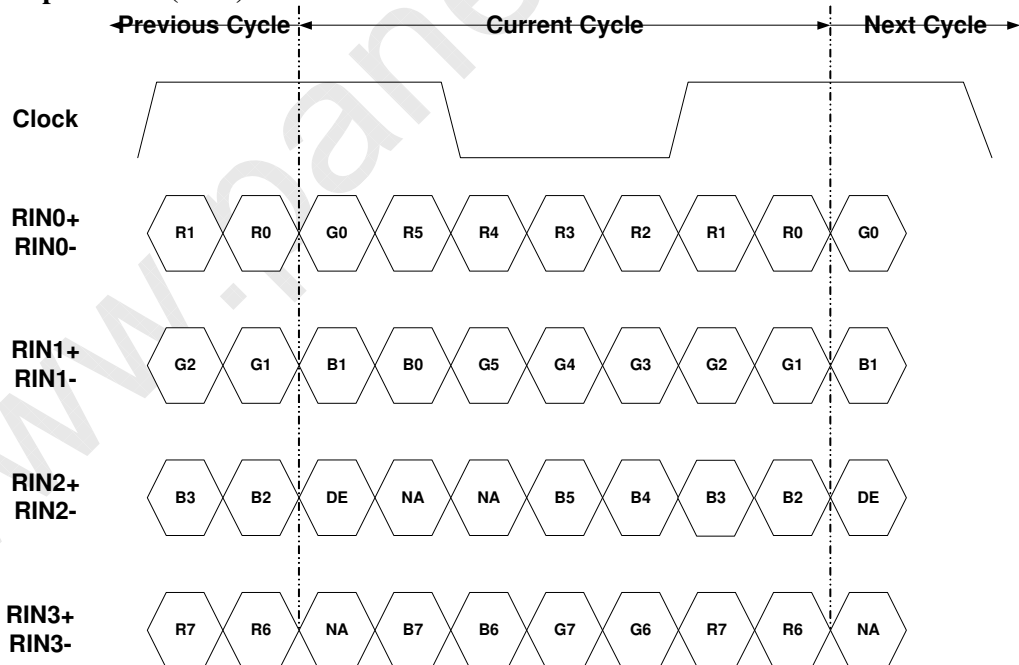 Previous Cycle Current Cycle Next Cycle
Clock
RIN0+
RIN0-
R1 R0 G0 R5 R4 R3 R2 R1 R0 G0
RIN1+
RIN1-
G2 G1 B1 B0 G5 G4 G3 G2 G1 B1
RIN2+
RIN2-
B3 B2 DE NA NA B5 B4 B3 B2 DE
RIN3+
RIN3-
R7 R6 NA B7 B6 G7 G6 R7 R6 NA